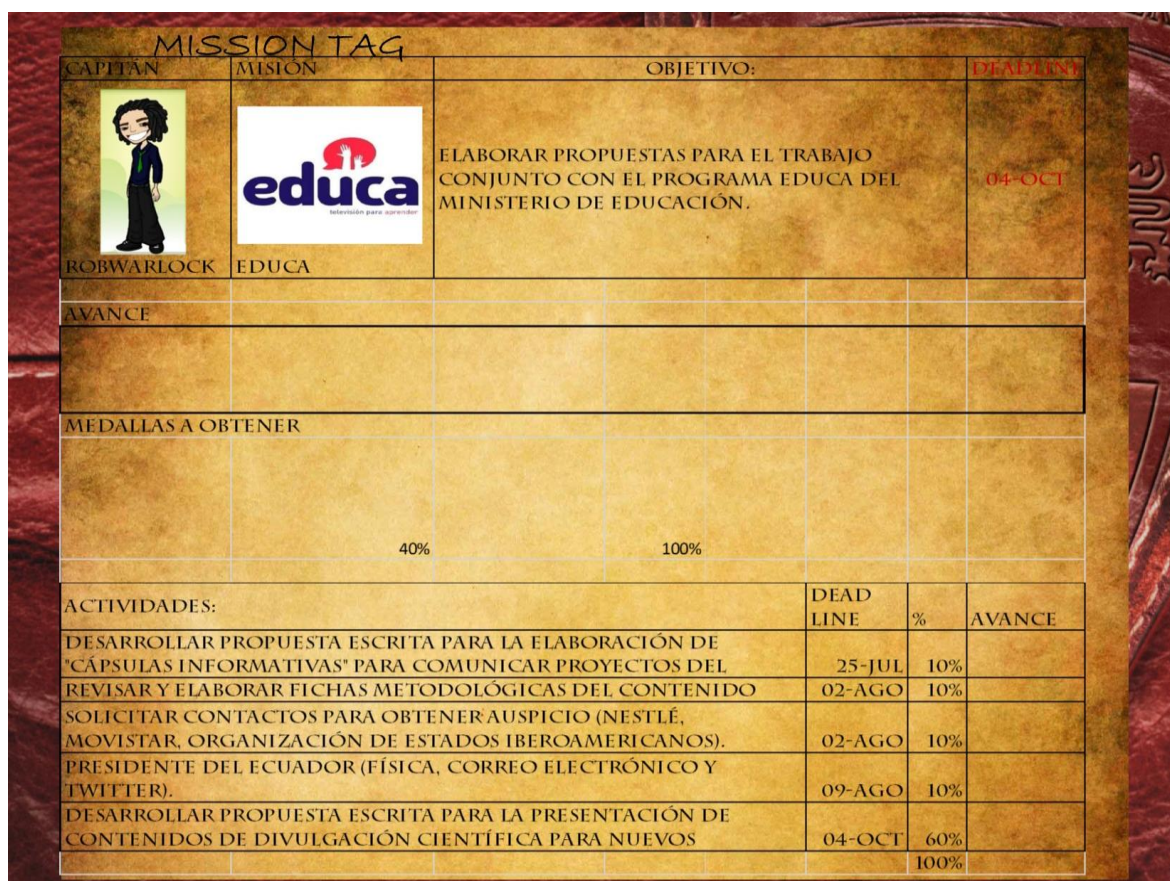 MISSION TAG
CAPITÁN MISIÓN OBJETIVO: DEADLINE
educa
televisión para aprender
ELABORAR PROPUESTAS PARA EL TRABAJO
CONJUNTO CON EL PROGRAMA EDUCA DEL
MINISTERIO DE EDUCACIÓN.
04-OCT
ROBWARLOCK EDUCA
AVANCE
MEDALLAS A OBTENER
40% 100%
ACTIVIDADES: DEAD LINE % AVANCE
DESARROLLAR PROPUESTA ESCRITA PARA LA ELABORACIÓN DE
"CÁPSULAS INFORMATIVAS" PARA COMUNICAR PROYECTOS DEL 25-JUL 10%
REVISAR Y ELABORAR FICHAS METODOLÓGICAS DEL CONTENIDO 02-AGO 10%
SOLICITAR CONTACTOS PARA OBTENER AUSPICIO (NESTLÉ,
MOVISTAR, ORGANIZACIÓN DE ESTADOS IBEROAMERICANOS). 02-AGO 10%
PRESIDENTE DEL ECUADOR (FÍSICA, CORREO ELECTRÓNICO Y
TWITTER). 09-AGO 10%
DESARROLLAR PROPUESTA ESCRITA PARA LA PRESENTACIÓN DE
CONTENIDOS DE DIVULGACIÓN CIENTÍFICA PARA NUEVOS 04-OCT 60%
100%